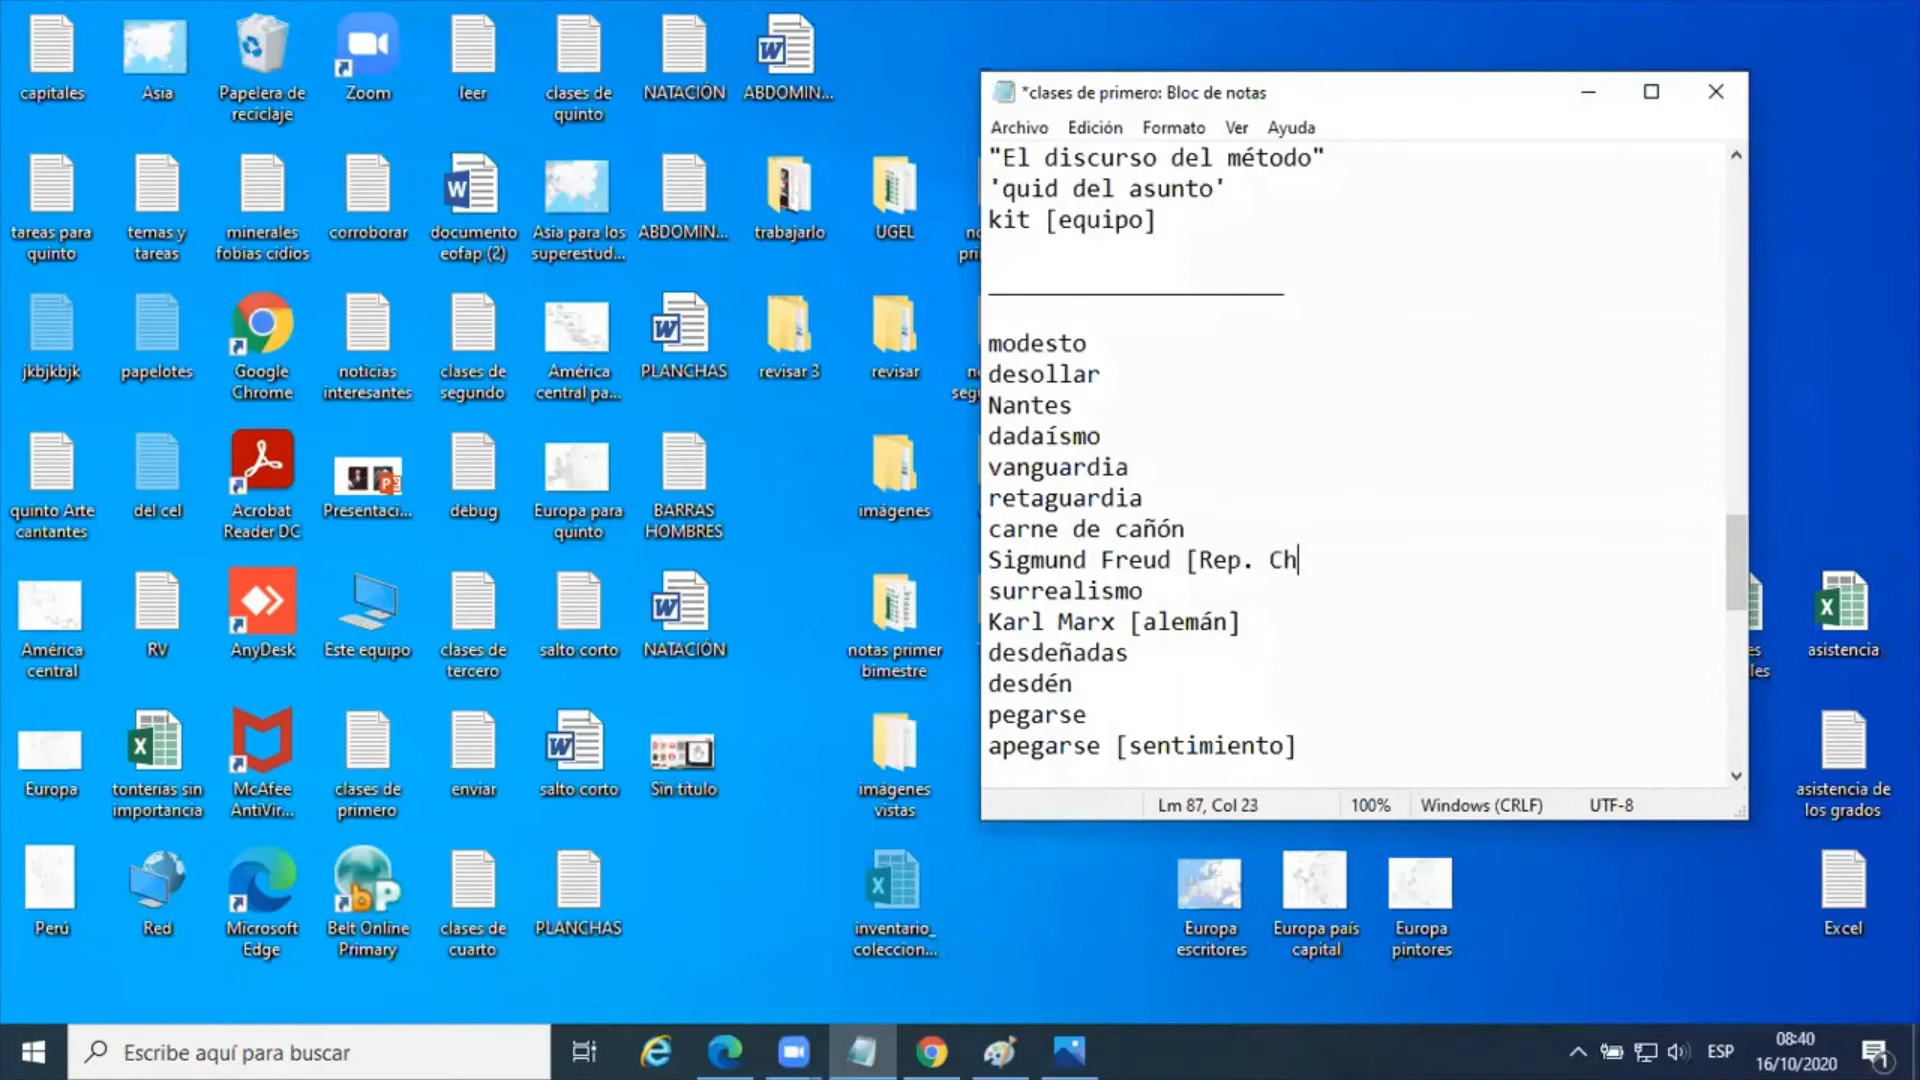 capitales
Asia
Papelera de
reciclaje
Zoom
leer
clases de
quinto
NATACIÓN
ABDOMIN...
tareas para
quinto
temas y
tareas
minerales
fobias cidios
corroborar
documento
eofap (2)
Asia para los
superestud...
ABDOMIN...
trabajarlo
UGEL
jkbjkbjk
papelotes
Google
Chrome
noticias
interesantes
clases de
segundo
América
central pa...
PLANCHAS
revisar 3
revisar
quinto Arte
cantantes
del cel
Acrobat
Reader DC
Presentaci...
debug
Europa para
quinto
BARRAS
HOMBRES
imágenes
América
central
RV
AnyDesk
Este equipo
clases de
tercero
salto corto
NATACIÓN
notas primer
bimestre
asistencia
Europa
tonterías sin
importancia
McAfee
AntiVir...
clases de
primero
enviar
salto corto
Sin título
imágenes
vistas
asistencia de
los grados
Perú
Red
Microsoft
Edge
Belt Online
Primary
clases de
cuarto
PLANCHAS
inventario_
coleccion...
Europa
escritores
Europa país
capital
Europa
pintores
Excel
*clases de primero: Bloc de notas
Archivo Edición Formato Ver Ayuda
"El discurso del método"
'quid del asunto'
kit [equipo]
_____________________
modesto
desollar
Nantes
dadaísmo
vanguardia
retaguardia
carne de cañón
Sigmund Freud [Rep. Ch
surrealismo
Karl Marx [alemán]
desdeñadas
desdén
pegarse
apegarse [sentimiento]
Lm 87, Col 23 100% Windows (CRLF) UTF-8
Escribe aquí para buscar
ESP
08:40
16/10/2020
1